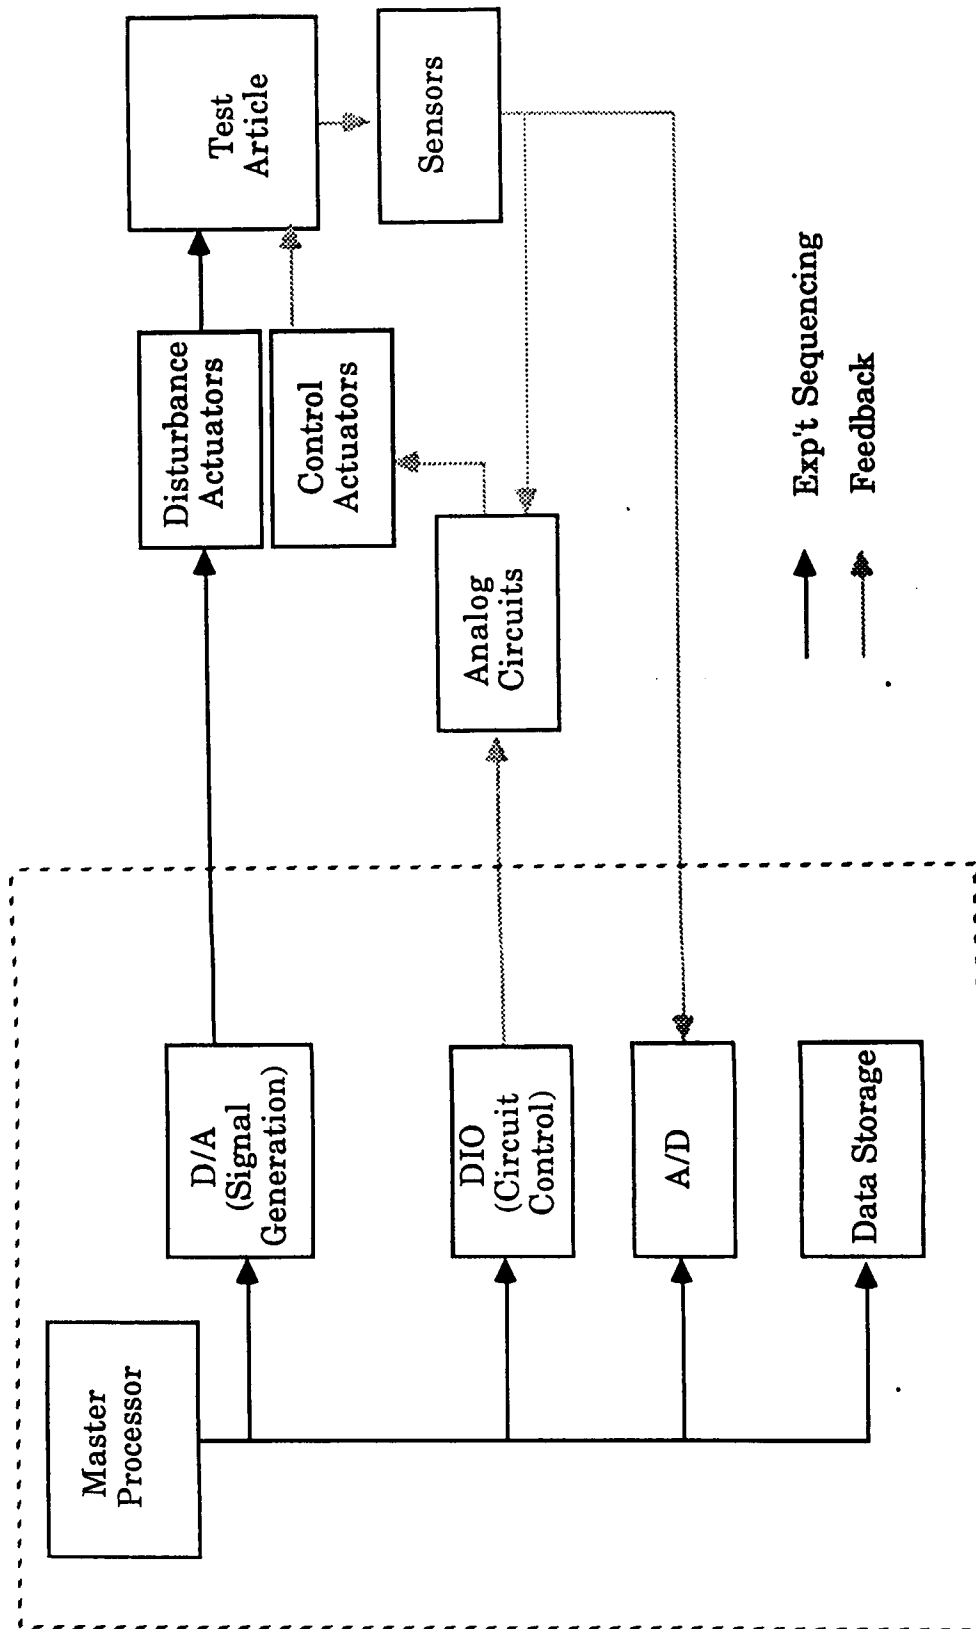 Master
Processor
D/A
(Signal
Generation)
DIO
(Circuit
Control)
A/D
Data Storage
Analog
Circuits
Disturbance
Actuators
Control
Actuators
Test
Article
Sensors
Exp't Sequencing
Feedback